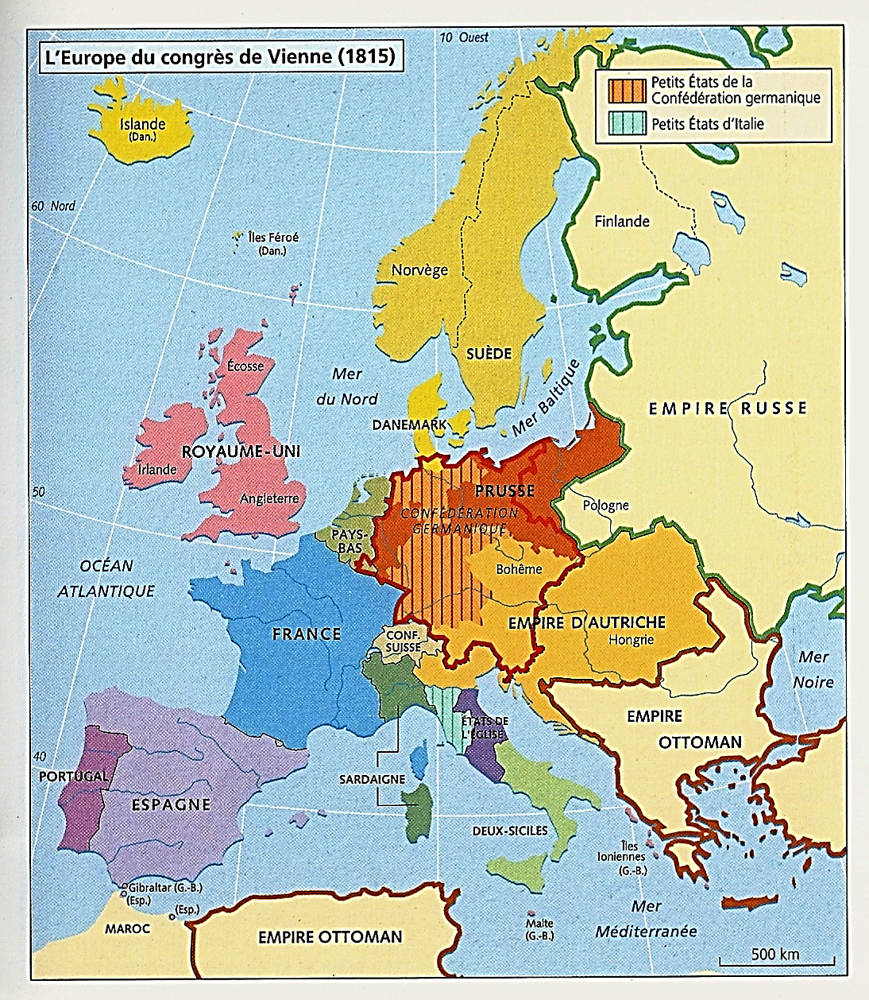 10 Ouest
L'Europe du congrès de Vienne (1815)
Petits États de la
Confédération germanique
Petits États d'Italie
Islande
(Dan.)
60 Nord
Îles Féroé
(Dan.)
Finlande
Norvège
SUÈDE
Écosse
Mer
du Nord
Mer Baltique
EMPIRE RUSSE
DANEMARK
ROYAUME-UNI
Irlande
Angleterre
50
PRUSSE
Pologne
CONFÉDÉRATION
GERMANIQUE
PAYS-
BAS
Bohême
OCÉAN
ATLANTIQUE
FRANCE
CONF.
SUISSE
EMPIRE D'AUTRICHE
Hongrie
Mer
Noire
EMPIRE
OTTOMAN
ÉTATS DE
L'ÉGLISE
40
PORTUGAL
ESPAGNE
SARDAIGNE
DEUX-SICILES
Îles
Ioniennes
(G.-B.)
Gibraltar (G.-B.)
(Esp.)
(Esp.)
MAROC
EMPIRE OTTOMAN
Malte
(G.-B.)
Mer
Méditerranée
500 km